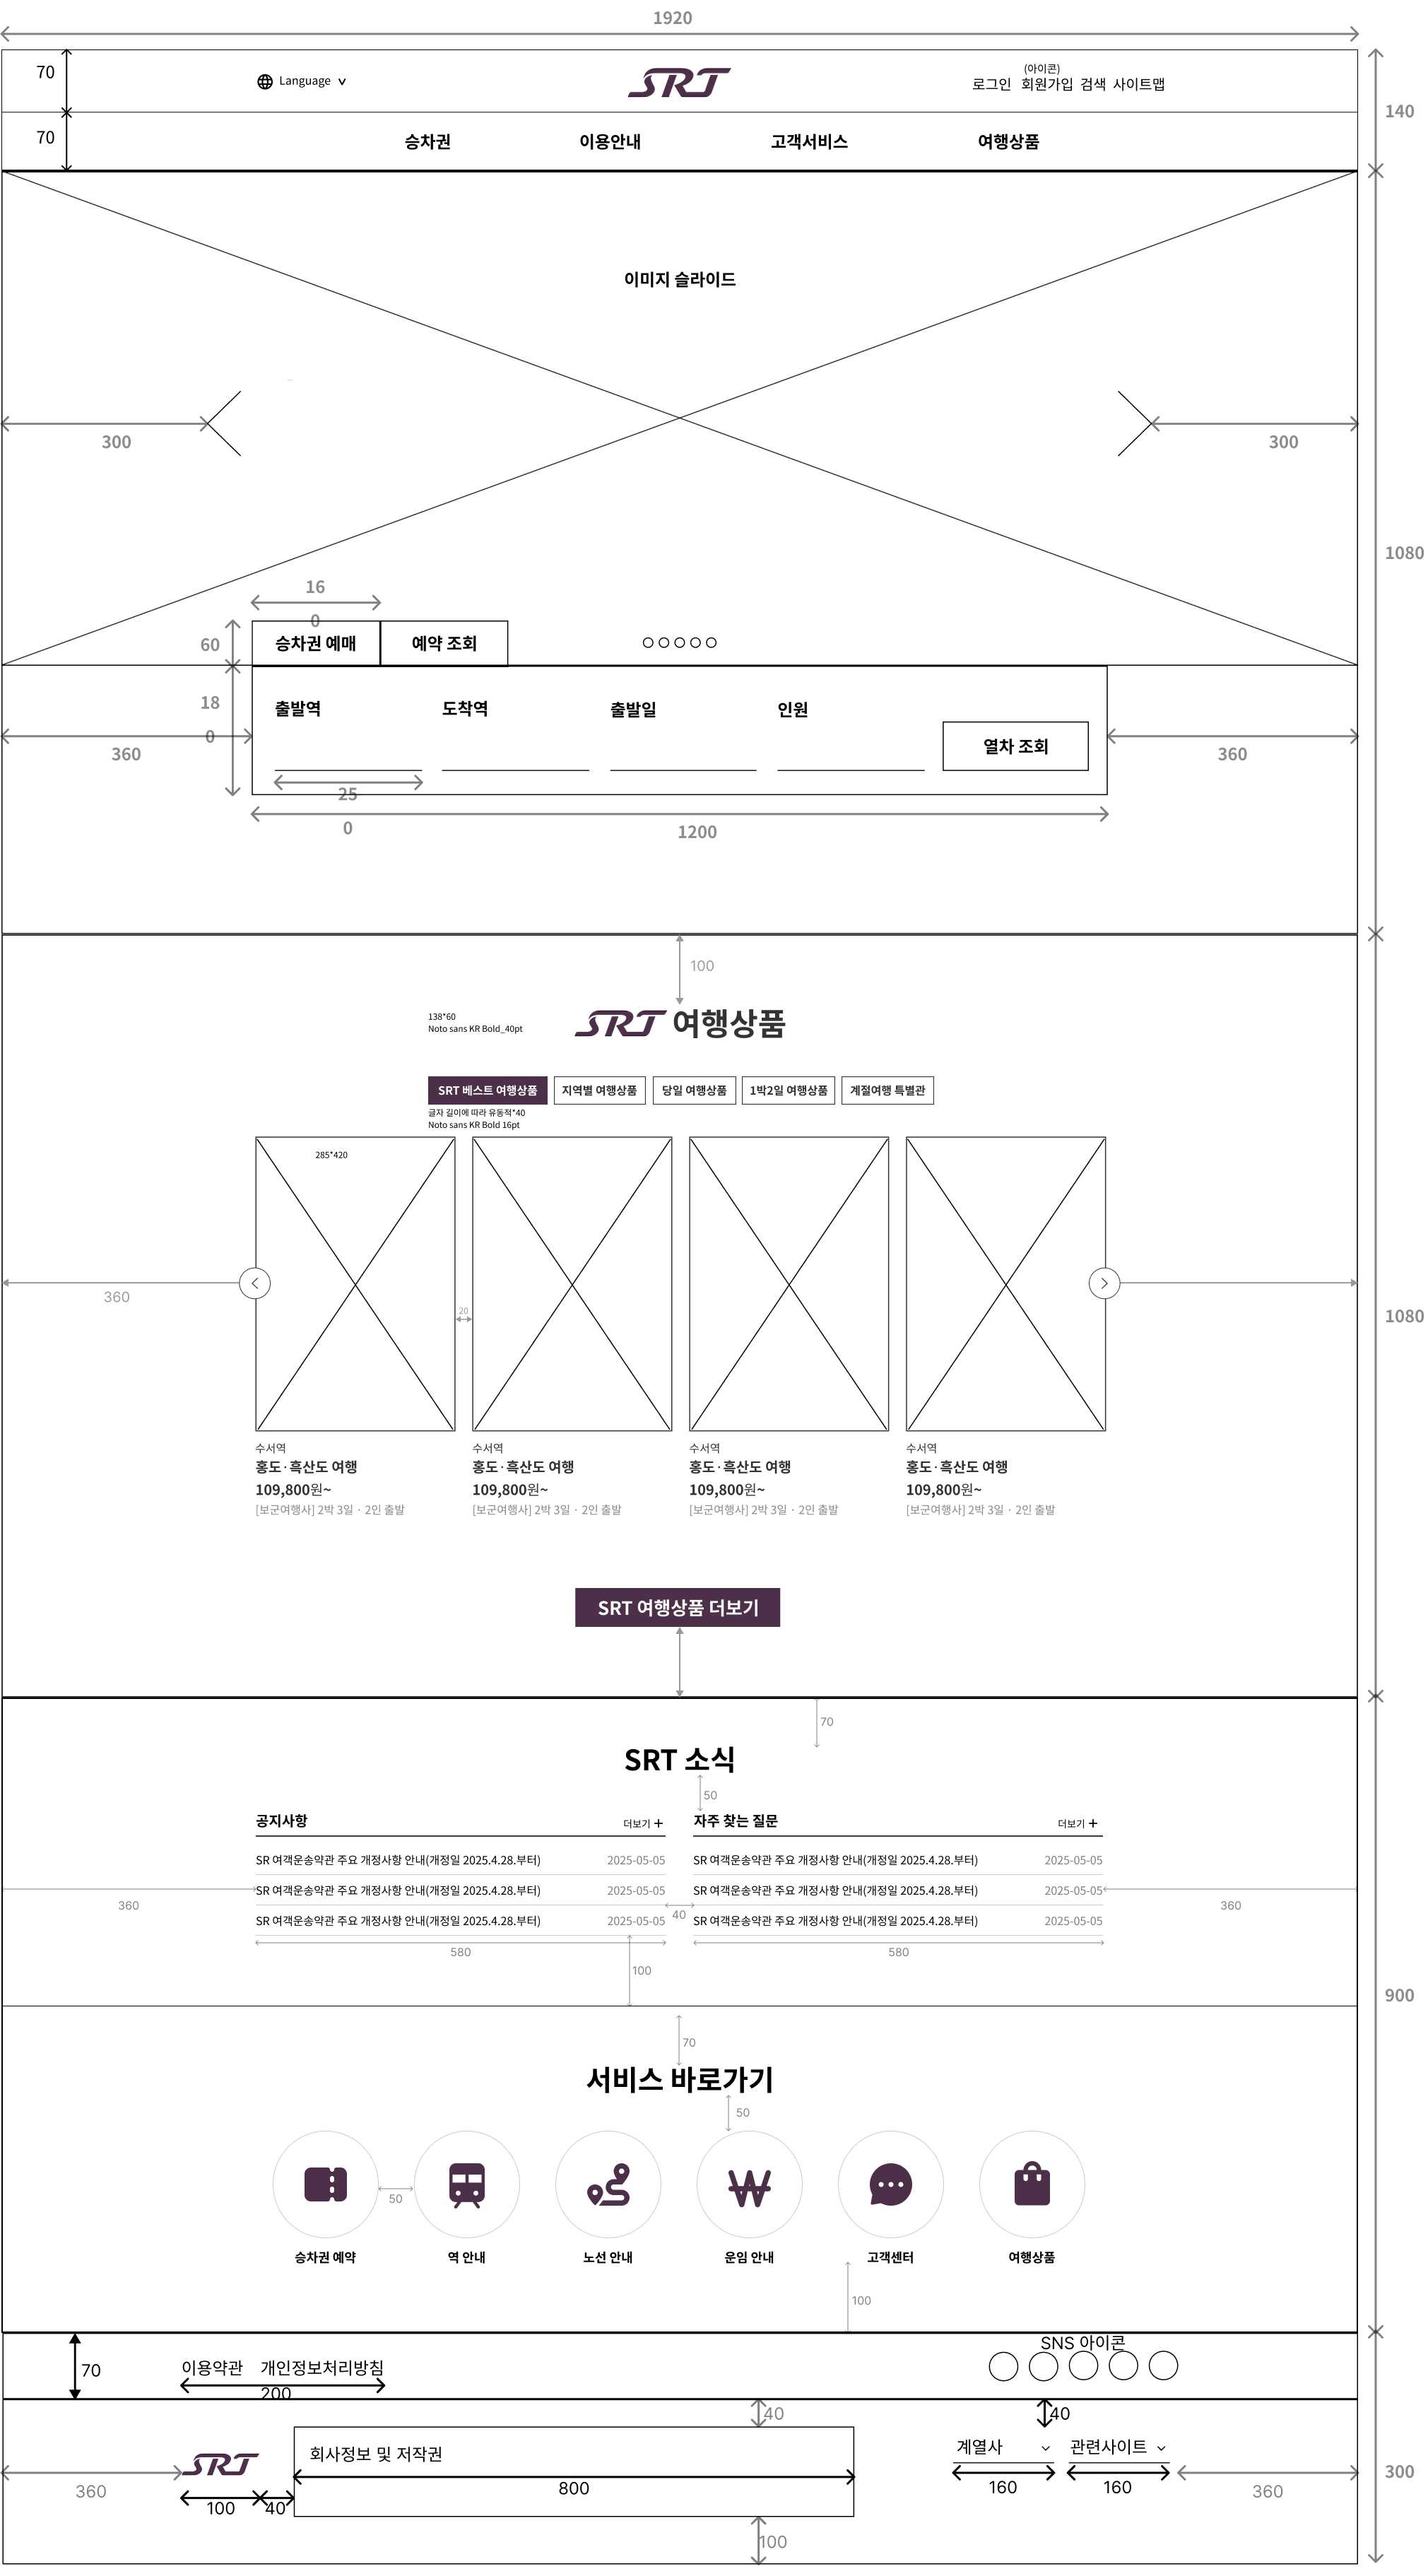 1920
70
Language
SRT
(아이콘)
로그인 회원가입 검색 사이트맵
140
70
승차권 이용안내 고객서비스 여행상품
이미지 슬라이드
300
300
1080
16
0
60
승차권 예매 예약 조회
18
0
출발역 도착역 출발일 인원
열차 조회
360
360
25
0
1200
100
138*60
Noto sans KR Bold_40pt
SRT 여행상품
SRT 베스트 여행상품 지역별 여행상품 당일 여행상품 1박2일 여행상품 계절여행 특별관
글자 길이에 따라 유동적*40
Noto sans KR Bold 16pt
285*420
360
20
1080
수서역 수서역 수서역 수서역
홍도·흑산도 여행 홍도·흑산도 여행 홍도·흑산도 여행 홍도·흑산도 여행
109,800원~ 109,800원~ 109,800원~ 109,800원~
[보군여행사] 2박 3일 · 2인 출발 [보군여행사] 2박 3일 · 2인 출발 [보군여행사] 2박 3일 · 2인 출발 [보군여행사] 2박 3일 · 2인 출발
SRT 여행상품 더보기
70
SRT 소식
50
공지사항 더보기 +
자주 찾는 질문 더보기 +
SR 여객운송약관 주요 개정사항 안내(개정일 2025.4.28.부터) 2025-05-05
SR 여객운송약관 주요 개정사항 안내(개정일 2025.4.28.부터) 2025-05-05
SR 여객운송약관 주요 개정사항 안내(개정일 2025.4.28.부터) 2025-05-05
SR 여객운송약관 주요 개정사항 안내(개정일 2025.4.28.부터) 2025-05-05
SR 여객운송약관 주요 개정사항 안내(개정일 2025.4.28.부터) 2025-05-05
SR 여객운송약관 주요 개정사항 안내(개정일 2025.4.28.부터) 2025-05-05
360
40
360
580
580
100
900
70
서비스 바로가기
50
50
승차권 예약 역 안내 노선 안내 운임 안내 고객센터 여행상품
100
SNS 아이콘
70
이용약관 개인정보처리방침
200
40
40
회사정보 및 저작권
계열사 관련사이트
SRT
360
100
40
800
160
160
360
300
100